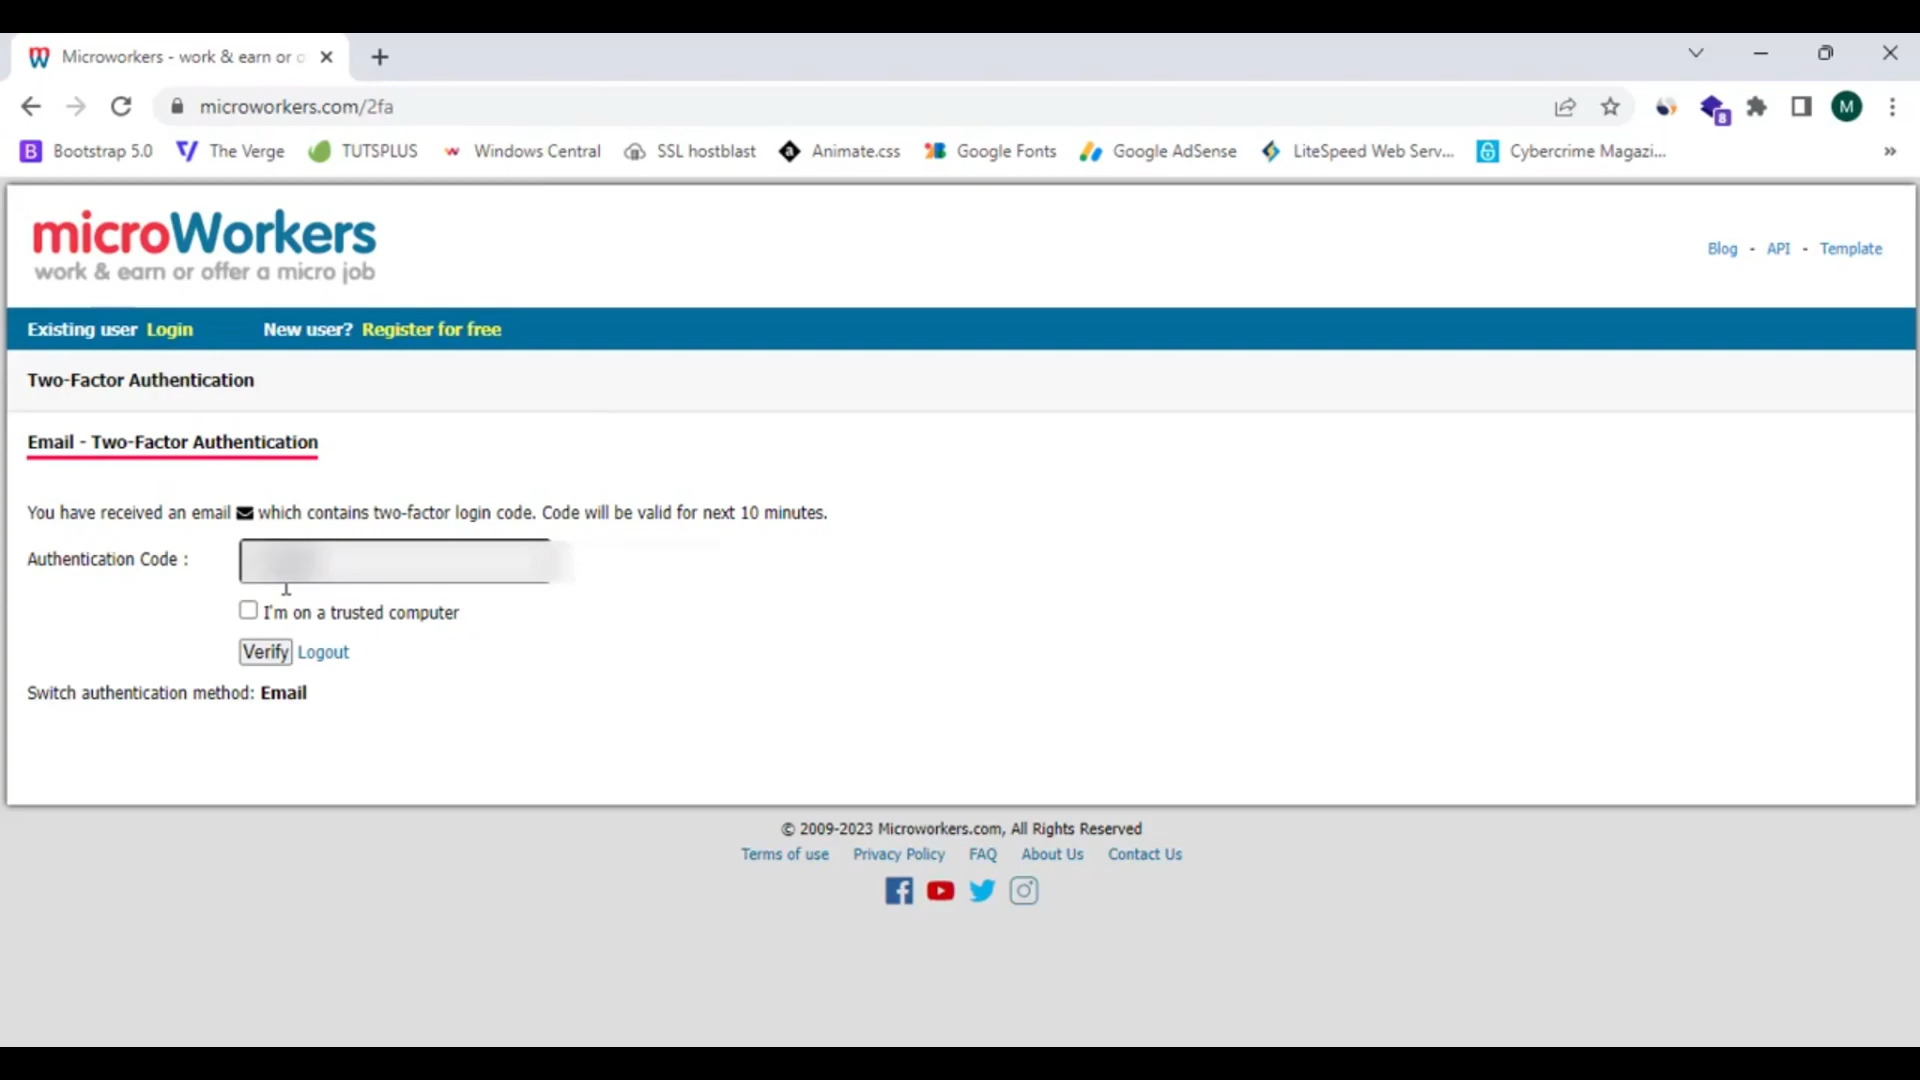 Microworkers - work & earn or o
microworkers.com/2fa
8
M
Bootstrap 5.0
The Verge
TUTSPLUS
Windows Central
SSL hostblast
Animate.css
Google Fonts
Google AdSense
LiteSpeed Web Serv...
Cybercrime Magazi...
microWorkers
work & earn or offer a micro job
Blog - API - Template
Existing user Login New user? Register for free
Two-Factor Authentication
Email - Two-Factor Authentication
You have received an email which contains two-factor login code. Code will be valid for next 10 minutes.
Authentication Code :
I'm on a trusted computer
Verify Logout
Switch authentication method: Email
© 2009-2023 Microworkers.com, All Rights Reserved
Terms of use Privacy Policy FAQ About Us Contact Us